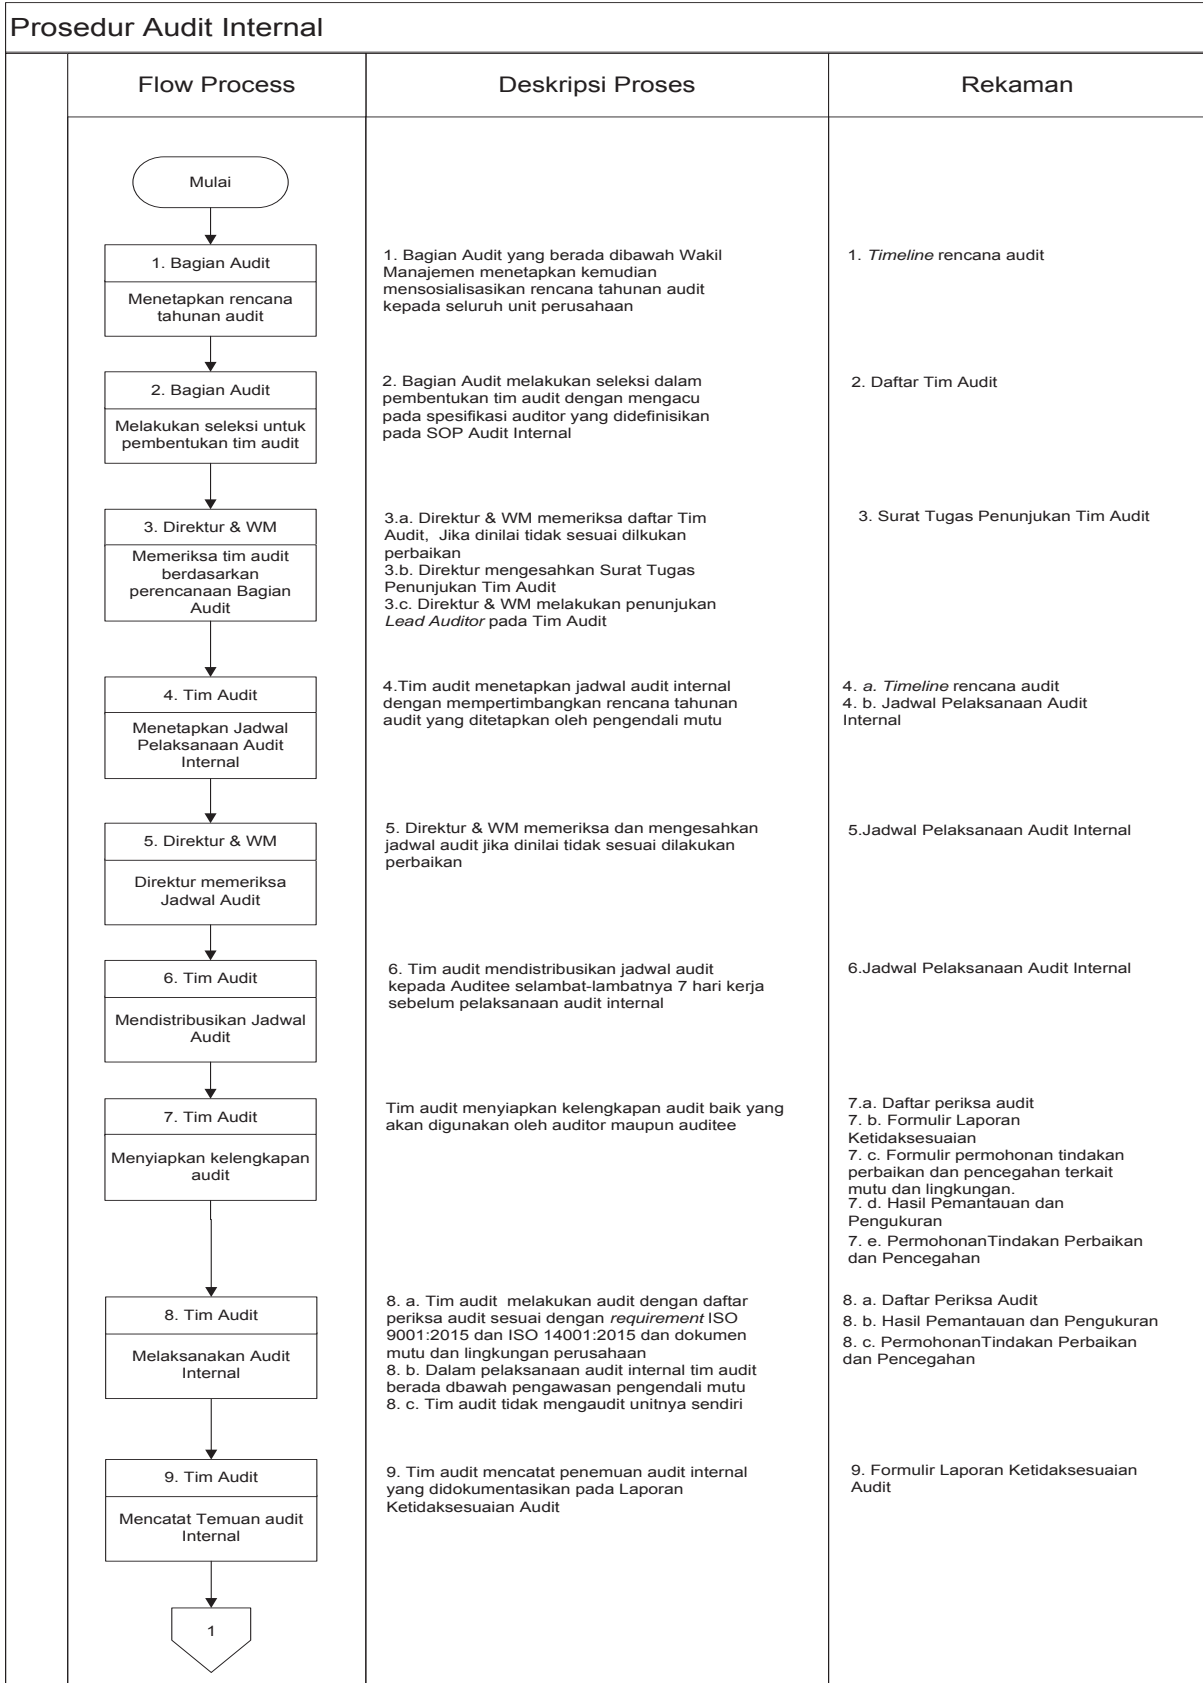 Prosedur Audit Internal
Flow Process
Deskripsi Proses
Rekaman
Mulai
1. Bagian Audit
Menetapkan rencana
tahunan audit
1. Bagian Audit yang berada dibawah Wakil
Manajemen menetapkan kemudian
mensosialisasikan rencana tahunan audit
kepada seluruh unit perusahaan
1. Timeline rencana audit
2. Bagian Audit
Melakukan seleksi untuk
pembentukan tim audit
2. Bagian Audit melakukan seleksi dalam
pembentukan tim audit dengan mengacu
pada spesifikasi auditor yang didefinisikan
pada SOP Audit Internal
2. Daftar Tim Audit
3. Direktur & WM
Memeriksa tim audit
berdasarkan
perencanaan Bagian
Audit
3.a. Direktur & WM memeriksa daftar Tim
Audit, Jika dinilai tidak sesuai dilkukan
perbaikan
3.b. Direktur mengesahkan Surat Tugas
Penunjukan Tim Audit
3.c. Direktur & WM melakukan penunjukan
Lead Auditor pada Tim Audit
3. Surat Tugas Penunjukan Tim Audit
4. Tim Audit
Menetapkan Jadwal
Pelaksanaan Audit
Internal
4.Tim audit menetapkan jadwal audit internal
dengan mempertimbangkan rencana tahunan
audit yang ditetapkan oleh pengendali mutu
4. a. Timeline rencana audit
4. b. Jadwal Pelaksanaan Audit
Internal
5. Direktur & WM
Direktur memeriksa
Jadwal Audit
5. Direktur & WM memeriksa dan mengesahkan
jadwal audit jika dinilai tidak sesuai dilakukan
perbaikan
5.Jadwal Pelaksanaan Audit Internal
6. Tim Audit
Mendistribusikan Jadwal
Audit
6. Tim audit mendistribusikan jadwal audit
kepada Auditee selambat-lambatnya 7 hari kerja
sebelum pelaksanaan audit internal
6.Jadwal Pelaksanaan Audit Internal
7. Tim Audit
Menyiapkan kelengkapan
audit
Tim audit menyiapkan kelengkapan audit baik yang
akan digunakan oleh auditor maupun auditee
7.a. Daftar periksa audit
7. b. Formulir Laporan
Ketidaksesuaian
7. c. Formulir permohonan tindakan
perbaikan dan pencegahan terkait
mutu dan lingkungan.
7. d. Hasil Pemantauan dan
Pengukuran
7. e. PermohonanTindakan Perbaikan
dan Pencegahan
8. Tim Audit
Melaksanakan Audit
Internal
8. a. Tim audit melakukan audit dengan daftar
periksa audit sesuai dengan requirement ISO
9001:2015 dan ISO 14001:2015 dan dokumen
mutu dan lingkungan perusahaan
8. b. Dalam pelaksanaan audit internal tim audit
berada dbawah pengawasan pengendali mutu
8. c. Tim audit tidak mengaudit unitnya sendiri
8. a. Daftar Periksa Audit
8. b. Hasil Pemantauan dan Pengukuran
8. c. PermohonanTindakan Perbaikan
dan Pencegahan
9. Tim Audit
Mencatat Temuan audit
Internal
9. Tim audit mencatat penemuan audit internal
yang didokumentasikan pada Laporan
Ketidaksesuaian Audit
9. Formulir Laporan Ketidaksesuaian
Audit
1